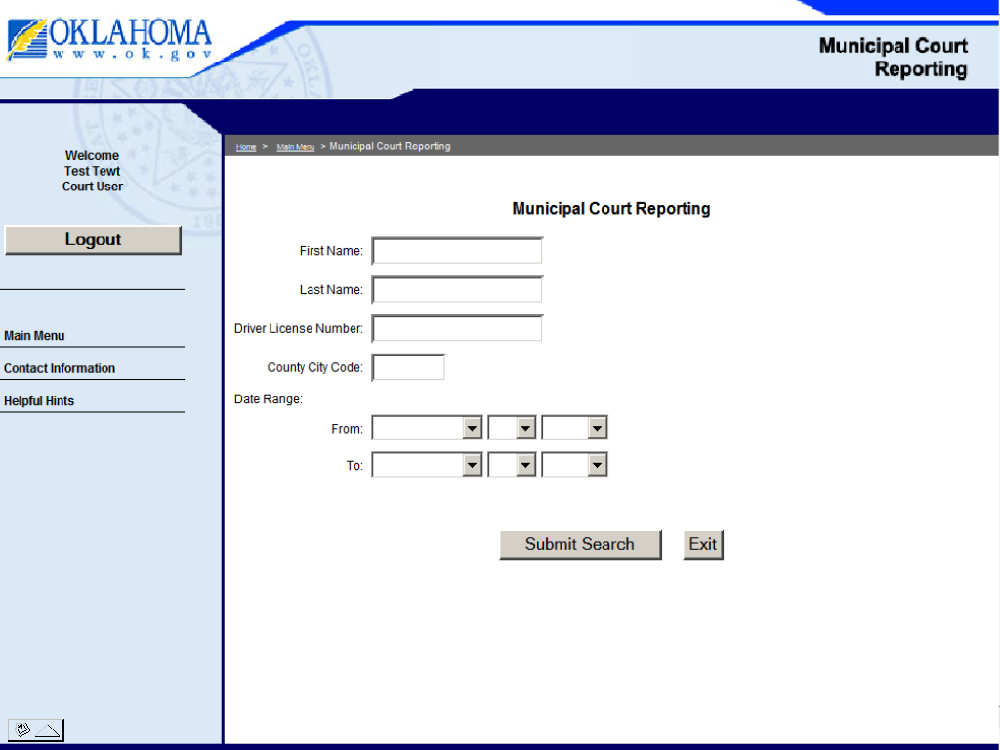 OKLAHOMA
www.ok.gov
Municipal Court
Reporting
Home > Main Menu > Municipal Court Reporting
Welcome
Test Tewt
Court User
Logout
Main Menu
Contact Information
Helpful Hints
Municipal Court Reporting
First Name:
Last Name:
Driver License Number:
County City Code:
Date Range:
From:
To:
Submit Search
Exit